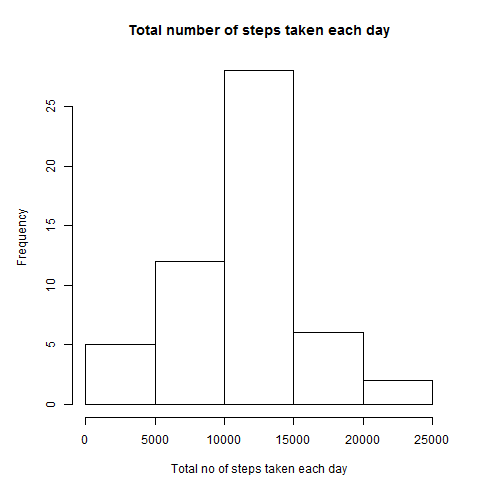 Total number of steps taken each day
Frequency
25
20
15
10
5
0
0 5000 10000 15000 20000 25000
Total no of steps taken each day